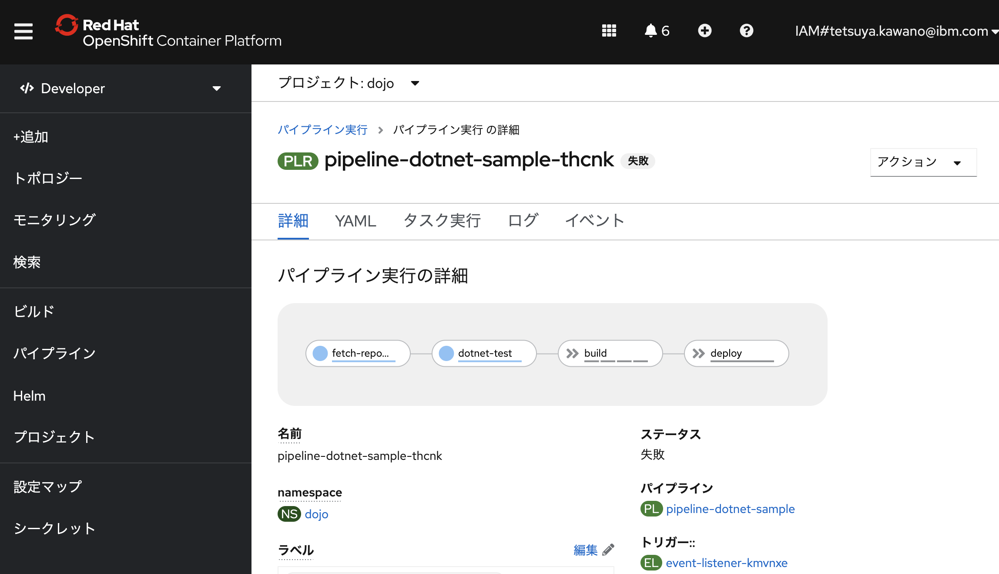 Red Hat
OpenShift Container Platform
6
IAM#tetsuya.kawano@ibm.com
Developer
+追加
トポロジー
モニタリング
検索
ビルド
パイプライン
Helm
プロジェクト
設定マップ
シークレット
プロジェクト: dojo
パイプライン実行 パイプライン実行 の詳細
PLR pipeline-dotnet-sample-thcnk 失敗
アクション
詳細 YAML タスク実行 ログ イベント
パイプライン実行の詳細
fetch-repo... dotnet-test build deploy
名前
pipeline-dotnet-sample-thcnk
namespace
NS dojo
ラベル 編集
ステータス
失敗
パイプライン
PL pipeline-dotnet-sample
トリガー::
EL event-listener-kmvnxe